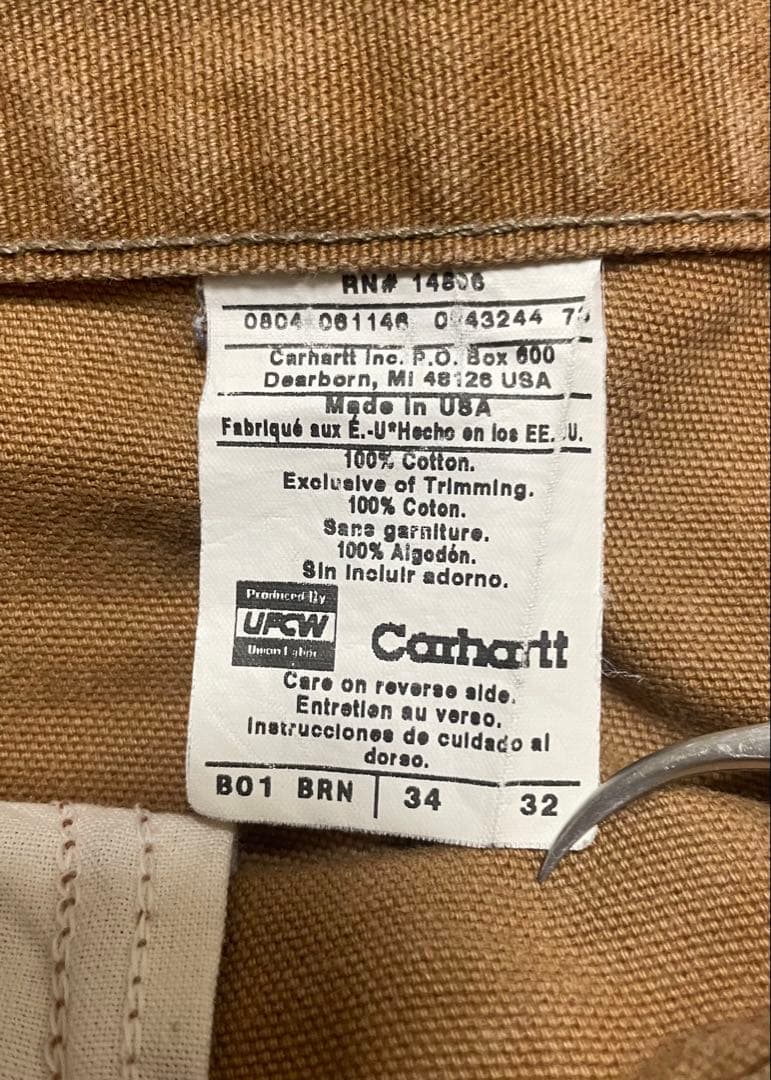 RN# 14806
0804 061146 0 43244 7
Carhartt Inc. P.O. Box 600
Dearborn, MI 48126 USA
Made in USA
Fabriqué aux É.-U*Hecho en los EE. U.
100% Cotton.
Exclusive of Trimming.
100% Coton.
Sans garniture.
100% Algodón.
Sin Incluir adorno.
Produced By
UFCW
Union Labor
Carhartt
Care on reverse side.
Entretien au verso.
Instrucciones de cuidado al
dorso.
B01 BRN 34 32